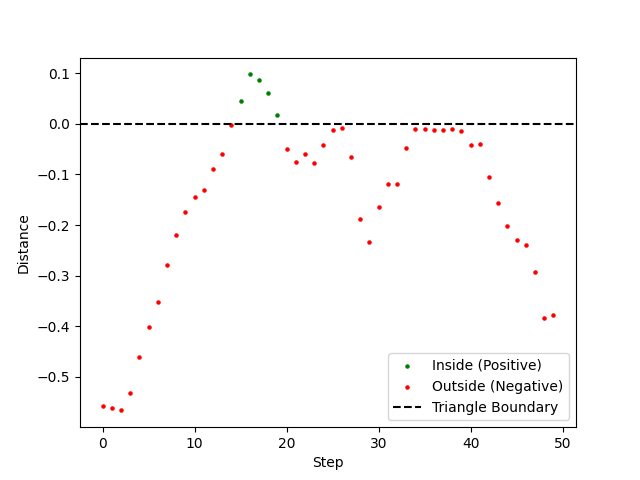 0.1
0.0
−0.1
−0.2
−0.3
−0.4
−0.5
Distance
0 10 20 30 40 50
Step
Inside (Positive)
Outside (Negative)
Triangle Boundary